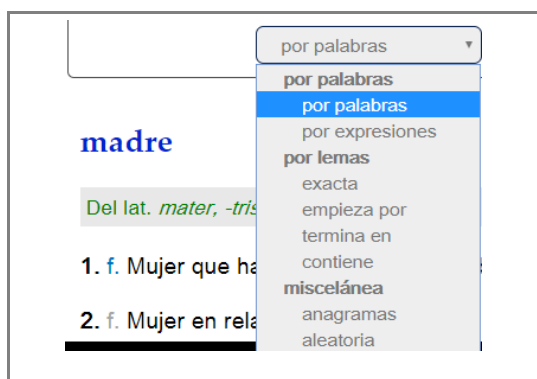 por palabras
por palabras
por palabras
por expresiones
por lemas
exacta
empieza por
termina en
contiene
miscelánea
anagramas
aleatoria
madre
Del lat. mater, -tris
1. f. Mujer que ha
2. f. Mujer en rela